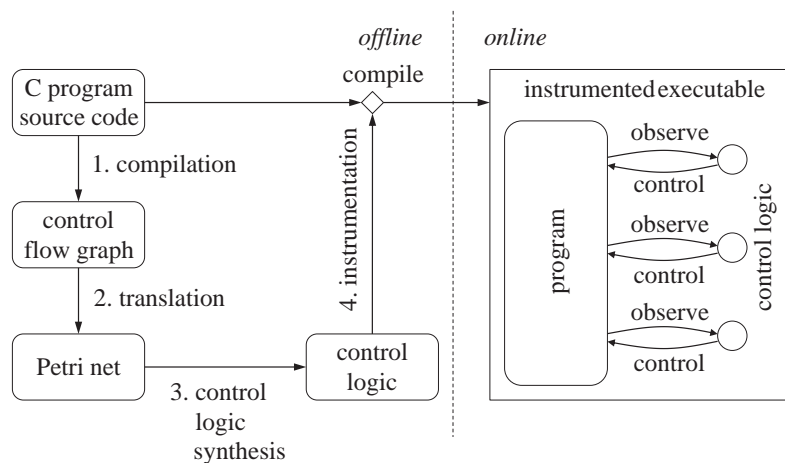 offline
online
compile
C program
source code
1. compilation
control
flow graph
2. translation
Petri net
3. control
logic
synthesis
control
logic
4. instrumentation
instrumented executable
program
observe
control
observe
control
observe
control
control logic